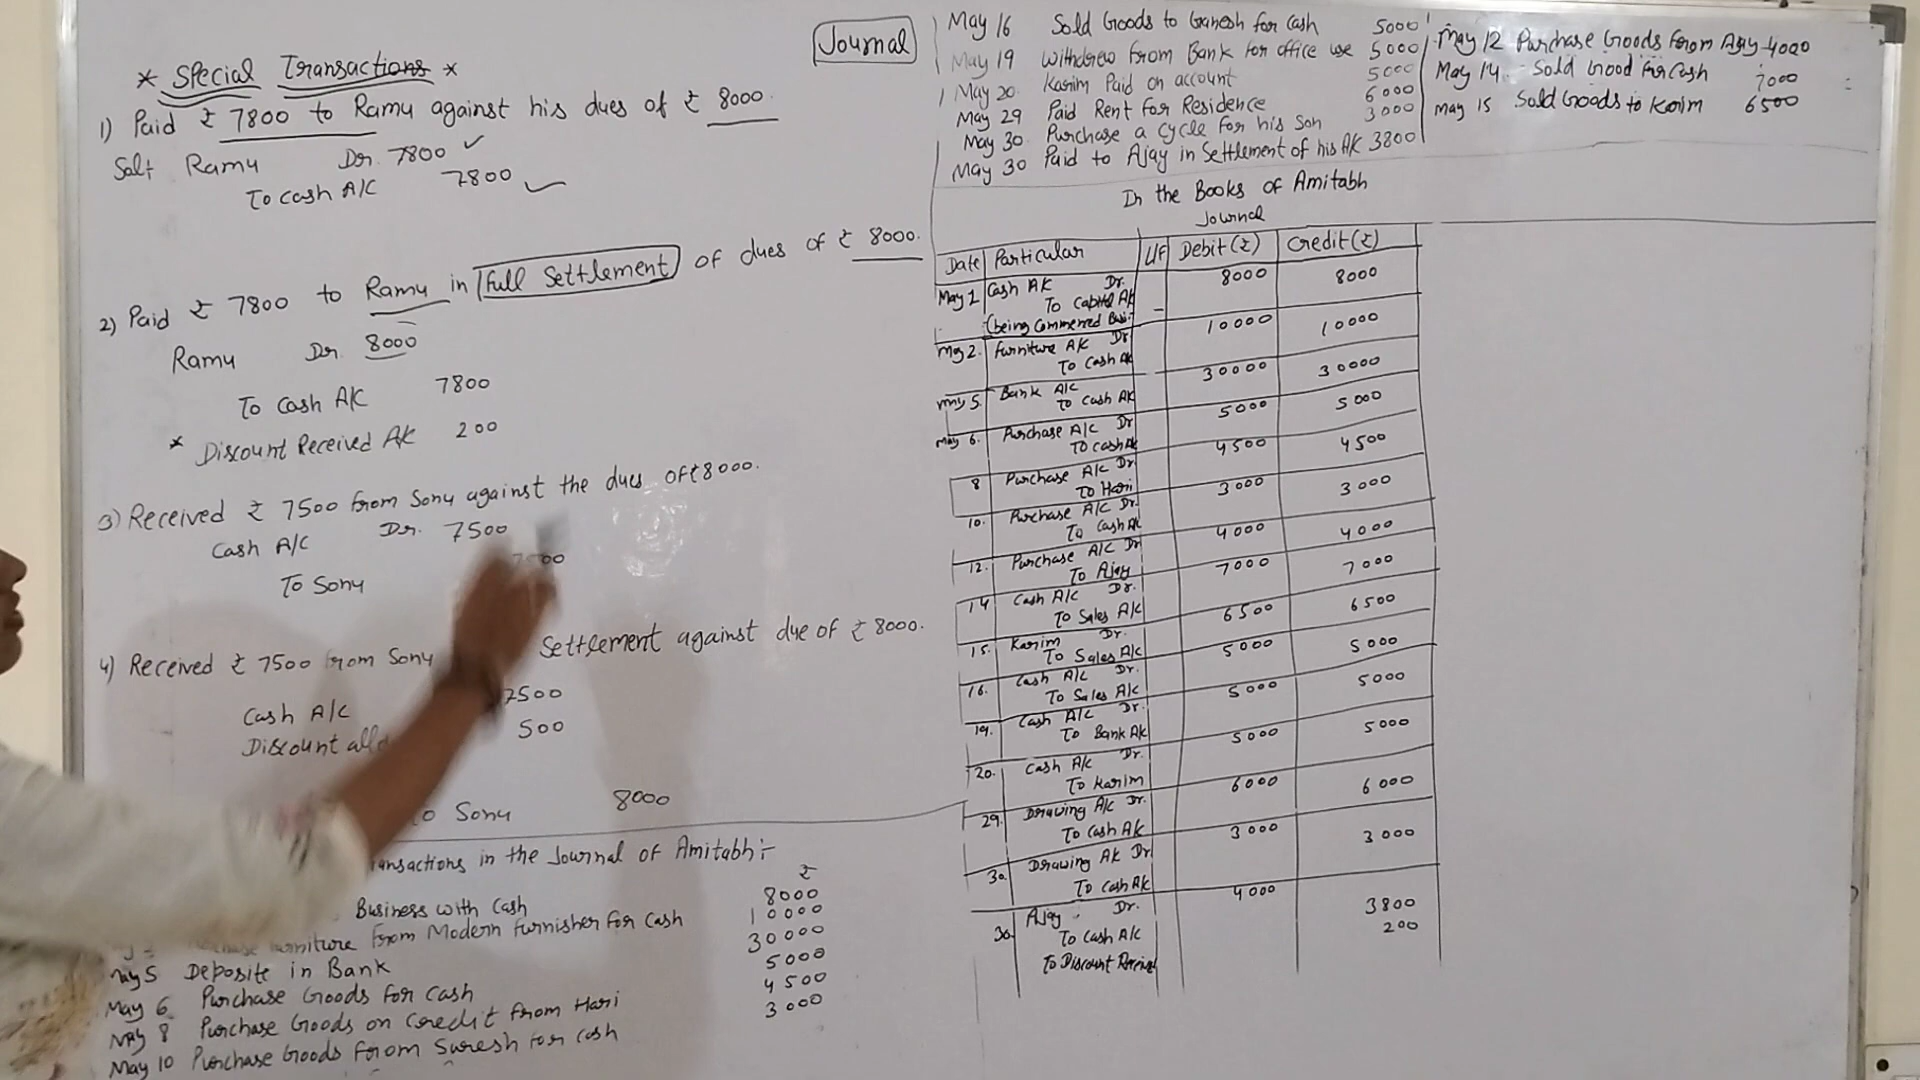 Journal
* Special Transactions *
1) Paid ₹ 7800 to Ramu against his dues of ₹ 8000.
Sol† Ramu Dr. 7800 ✓
To cash A/C 7800 ✓
2) Paid ₹ 7800 to Ramu in Full Settlement of dues of ₹ 8000.
Ramu Dr. 8000
To Cash A/C 7800
* Discount Received A/C 200
3) Received ₹ 7500 from Sonu against the dues of ₹ 8000.
Cash A/C Dr. 7500
To Sonu
4) Received ₹ 7500 from Sonu Settlement against due of ₹ 8000.
Cash A/C 7500
Discount 500
To Sonu 8000
in the Journal of Amitabh :-
₹
Business with Cash 8000
furniture from Modern furnisher for Cash 10000
May 5 Deposite in Bank 30000
May 6 Purchase Goods for Cash 5000
May 8 Purchase Goods on Credit from Hari 4500
May 10 Purchase Goods from Suresh for cash 3000
May 12 Purchase Goods from Ajay 4000
May 14 Sold Good for Cash 7000
May 15 Sold Goods to Karim 6500
May 16 Sold Goods to Ganesh for Cash 5000
May 19 Withdrew from Bank for office use 5000
May 20 Karim Paid on account 5000
May 29 Paid Rent for Residence 6000
May 30 Purchase a cycle for his Son 3000
May 30 Paid to Ajay in Settlement of his A/c 3800
In the Books of Amitabh
Journal
Date Particular L/F Debit (₹) Credit (₹)
May 1 Cash A/c Dr. 8000 8000
To Capital A/c
(being Commenced Busi.
May 2. furniture A/c Dr 10000 10000
To Cash A/c
May 5. Bank A/c 30000 30000
To Cash A/c
May 6. Purchase A/c Dr 5000 5000
To cash A/c
8 Purchase A/c Dr 4500 4500
To Hari
10. Purchase A/c Dr. 3000 3000
To Cash A/c
12. Purchase A/c Dr 4000 4000
To Ajay
14 Cash A/c Dr. 7000 7000
To Sales A/c
15. Karim Dr. 6500 6500
To Sales A/c
16. Cash A/c Dr. 5000 5000
To Sales A/c
19. Cash A/c Dr. 5000 5000
To Bank A/c
20. Cash A/c Dr. 5000 5000
To Karim
29. Drawing A/c Dr. 6000 6000
To Cash A/c
30. Drawing A/c Dr 3000 3000
To cash A/c
30. Ajay Dr. 4000
To Cash A/c 3800
To Discount Received 200